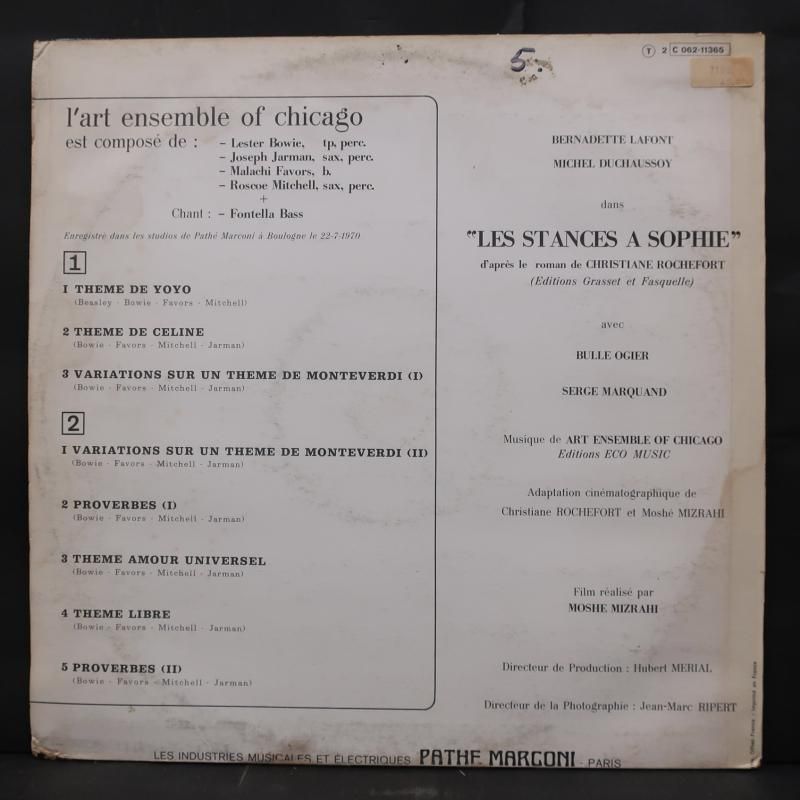 5.
T 2 C 062-11365
l'art ensemble of chicago
est composé de : – Lester Bowie, tp, perc.
– Joseph Jarman, sax, perc.
– Malachi Favors, b.
– Roscoe Mitchell, sax, perc.
+
Chant : – Fontella Bass
Enregistré dans les studios de Pathé Marconi à Boulogne le 22-7-1970
1
I THEME DE YOYO
(Beasley - Bowie - Favors - Mitchell)
2 THEME DE CELINE
(Bowie - Favors - Mitchell - Jarman)
3 VARIATIONS SUR UN THEME DE MONTEVERDI (I)
(Bowie - Favors - Mitchell - Jarman)
2
I VARIATIONS SUR UN THEME DE MONTEVERDI (II)
(Bowie - Favors - Mitchell - Jarman)
2 PROVERBES (I)
(Bowie - Favors - Mitchell - Jarman)
3 THEME AMOUR UNIVERSEL
(Bowie - Favors - Mitchell - Jarman)
4 THEME LIBRE
(Bowie - Favors - Mitchell - Jarman)
5 PROVERBES (II)
(Bowie - Favors - Mitchell - Jarman)
BERNADETTE LAFONT
MICHEL DUCHAUSSOY
dans
“LES STANCES A SOPHIE”
d'après le roman de CHRISTIANE ROCHEFORT
(Editions Grasset et Fasquelle)
avec
BULLE OGIER
SERGE MARQUAND
Musique de ART ENSEMBLE OF CHICAGO
Editions ECO MUSIC
Adaptation cinématographique de
Christiane ROCHEFORT et Moshé MIZRAHI
Film réalisé par
MOSHE MIZRAHI
Directeur de Production : Hubert MERIAL
Directeur de la Photographie : Jean-Marc RIPERT
LES INDUSTRIES MUSICALES ET ÉLECTRIQUES PATHE MARCONI - PARIS
Offset France - Imprimé en France